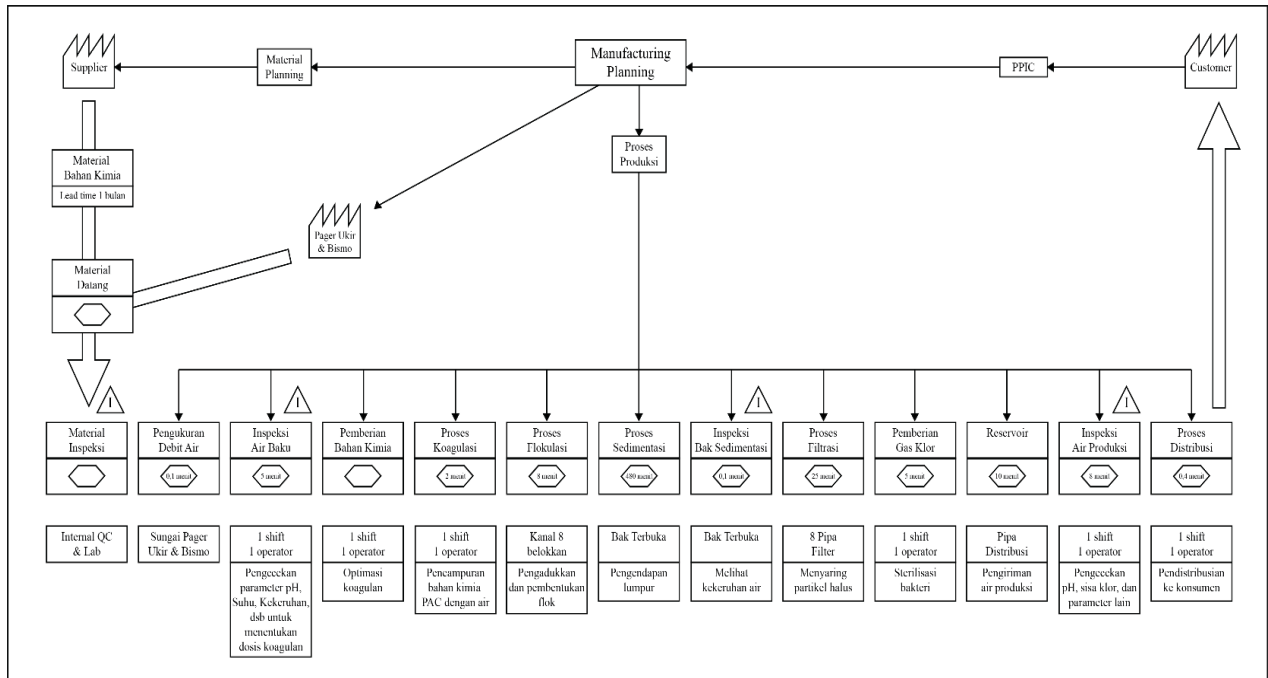 Supplier
Material
Planning
Manufacturing
Planning
PPIC
Customer
Material
Bahan Kimia
Lead time 1 bulan
Proses
Produksi
Pager Ukir
& Bismo
Material
Datang
I
I
I
I
Material
Inspeksi
Pengukuran
Debit Air
0,1 menit
Inspeksi
Air Baku
5 menit
Pemberian
Bahan Kimia
Proses
Koagulasi
2 menit
Proses
Flokulasi
8 menit
Proses
Sedimentasi
480 menit
Inspeksi
Bak Sedimentasi
0,1 menit
Proses
Filtrasi
25 menit
Pemberian
Gas Klor
5 menit
Reservoir
10 menit
Inspeksi
Air Produksi
8 menit
Proses
Distribusi
0,4 menit
Internal QC
& Lab
Sungai Pager
Ukir & Bismo
1 shift
1 operator
Pengecekan
parameter pH,
Suhu, Kekeruhan,
dsb untuk
menentukan
dosis koagulan
1 shift
1 operator
Optimasi
koagulan
1 shift
1 operator
Pencampuran
bahan kimia
PAC dengan air
Kanal 8
belokkan
Pengadukkan
dan pembentukan
flok
Bak Terbuka
Pengendapan
lumpur
Bak Terbuka
Melihat
kekeruhan air
8 Pipa
Filter
Menyaring
partikel halus
1 shift
1 operator
Sterilisasi
bakteri
Pipa
Distribusi
Pengiriman
air produksi
1 shift
1 operator
Pengecekan
pH, sisa klor, dan
parameter lain
1 shift
1 operator
Pendistribusian
ke konsumen